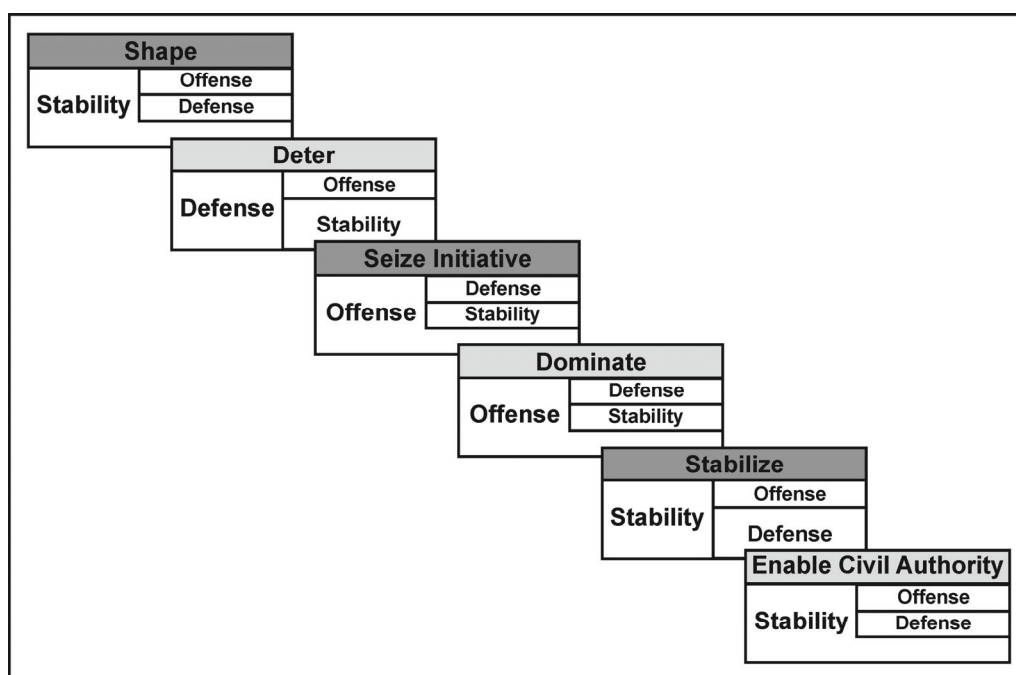 Shape
Stability
Offense
Defense
Deter
Defense
Offense
Stability
Seize Initiative
Offense
Defense
Stability
Dominate
Offense
Defense
Stability
Stabilize
Stability
Offense
Defense
Enable Civil Authority
Stability
Offense
Defense